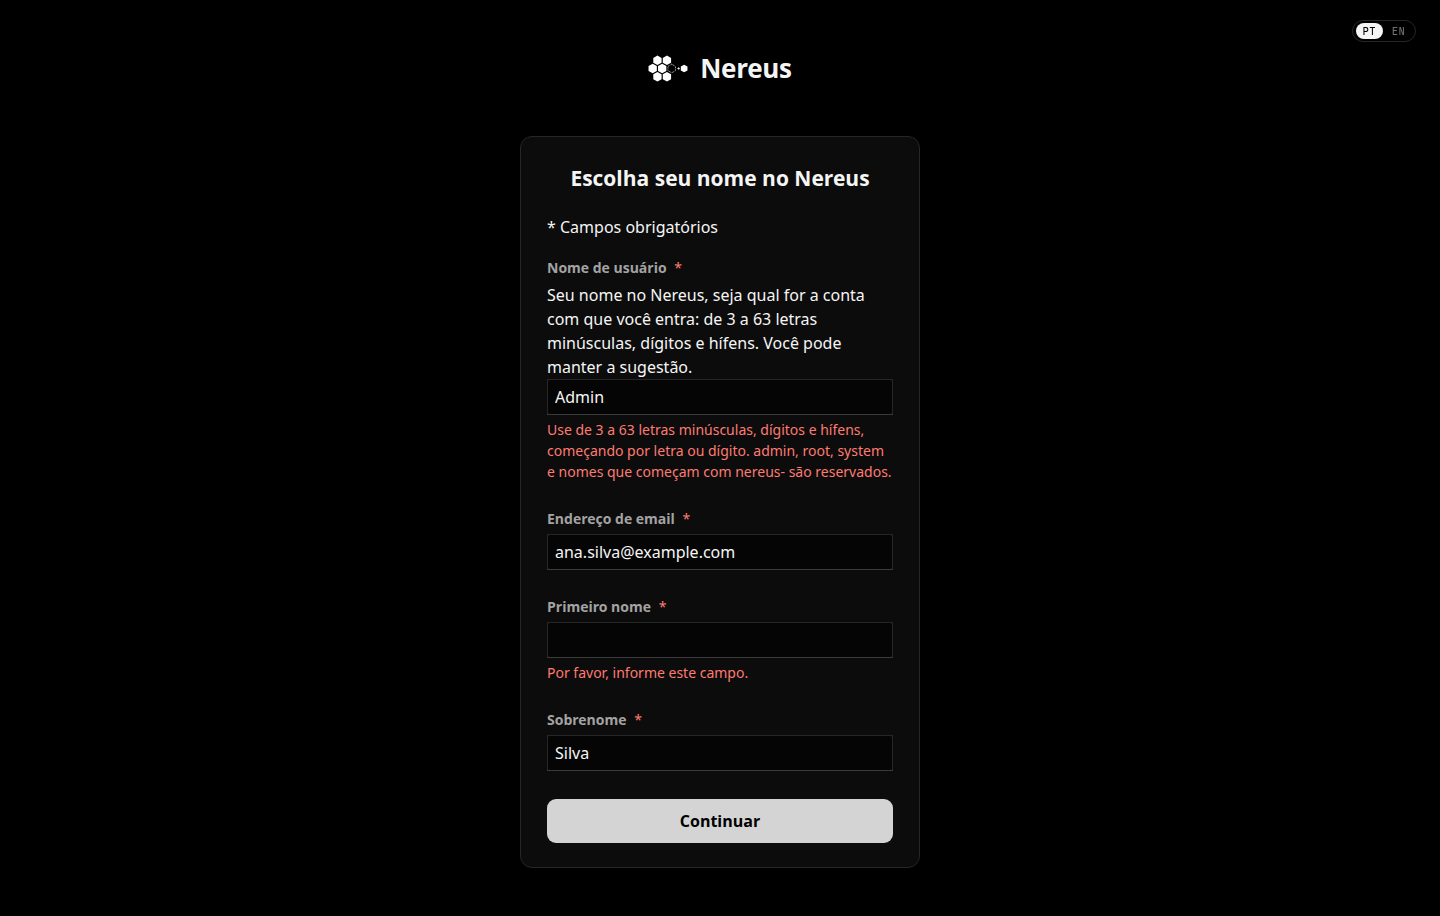 PT EN
Nereus
Escolha seu nome no Nereus
* Campos obrigatórios
Nome de usuário *
Seu nome no Nereus, seja qual for a conta
com que você entra: de 3 a 63 letras
minúsculas, dígitos e hífens. Você pode
manter a sugestão.
Admin
Use de 3 a 63 letras minúsculas, dígitos e hífens,
começando por letra ou dígito. admin, root, system
e nomes que começam com nereus- são reservados.
Endereço de email *
ana.silva@example.com
Primeiro nome *
Por favor, informe este campo.
Sobrenome *
Silva
Continuar